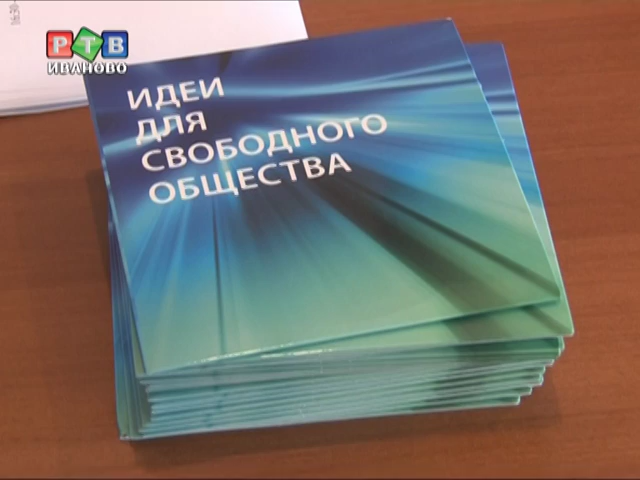 РТВ
ИВАНОВО
ИДЕИ
ДЛЯ
СВОБОДНОГО
ОБЩЕСТВА